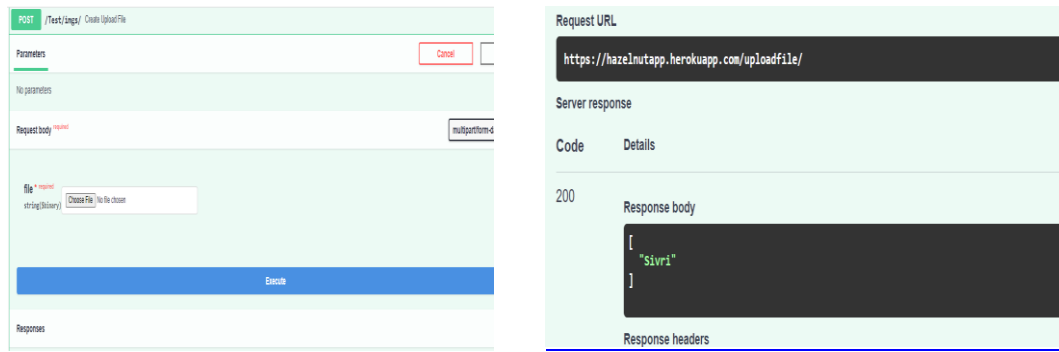 POST /Test/imgs/ Create Upload File
Parameters
Cancel
No parameters
Request body required
multipart/form-d
file * required
string($binary)
Choose File No file chosen
Execute
Responses
Request URL
https://hazelnutapp.herokuapp.com/uploadfile/
Server response
Code Details
200
Response body
[
"Sivri"
]
Response headers